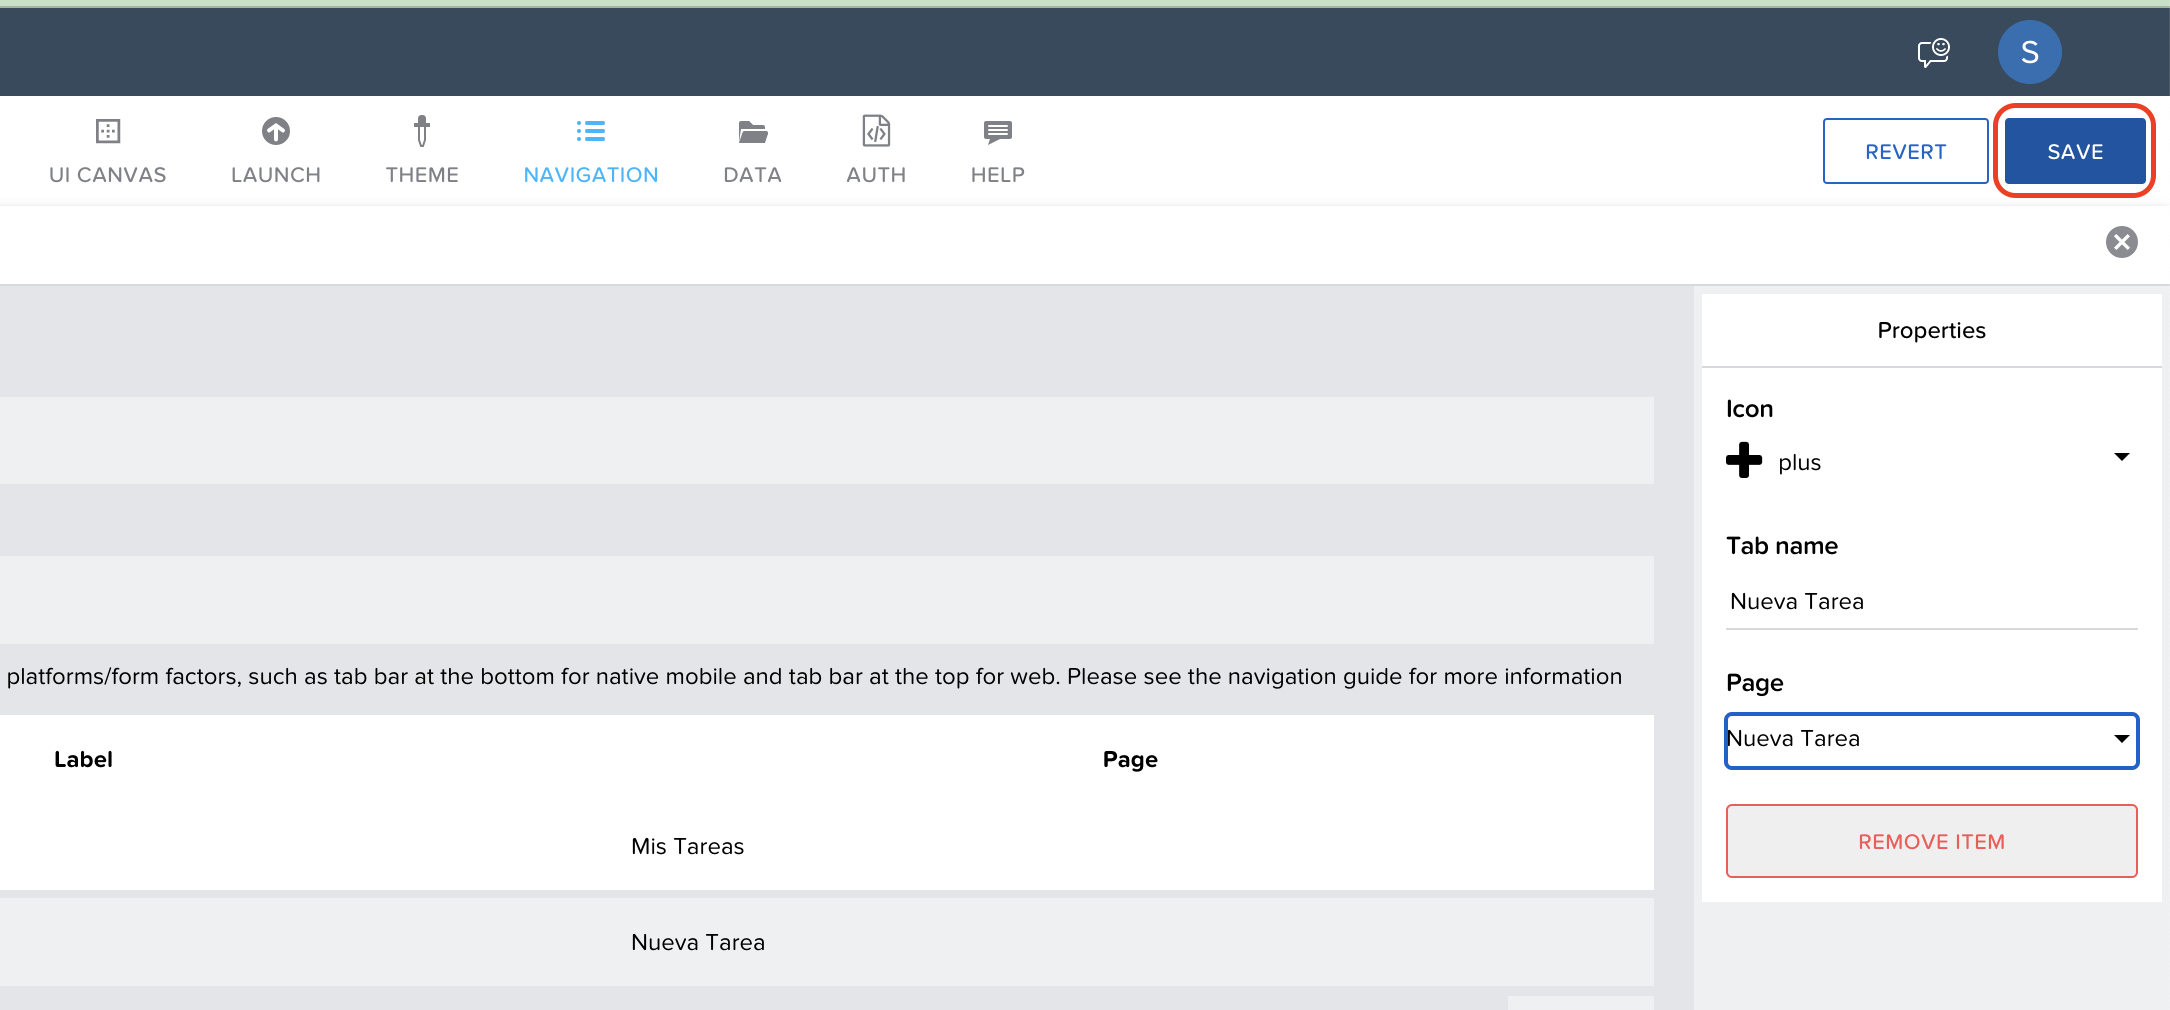 S
UI CANVAS
LAUNCH
THEME
NAVIGATION
DATA
AUTH
HELP
REVERT
SAVE
Properties
Icon
plus
Tab name
Nueva Tarea
Page
Nueva Tarea
REMOVE ITEM
platforms/form factors, such as tab bar at the bottom for native mobile and tab bar at the top for web. Please see the navigation guide for more information
Label
Page
Mis Tareas
Nueva Tarea